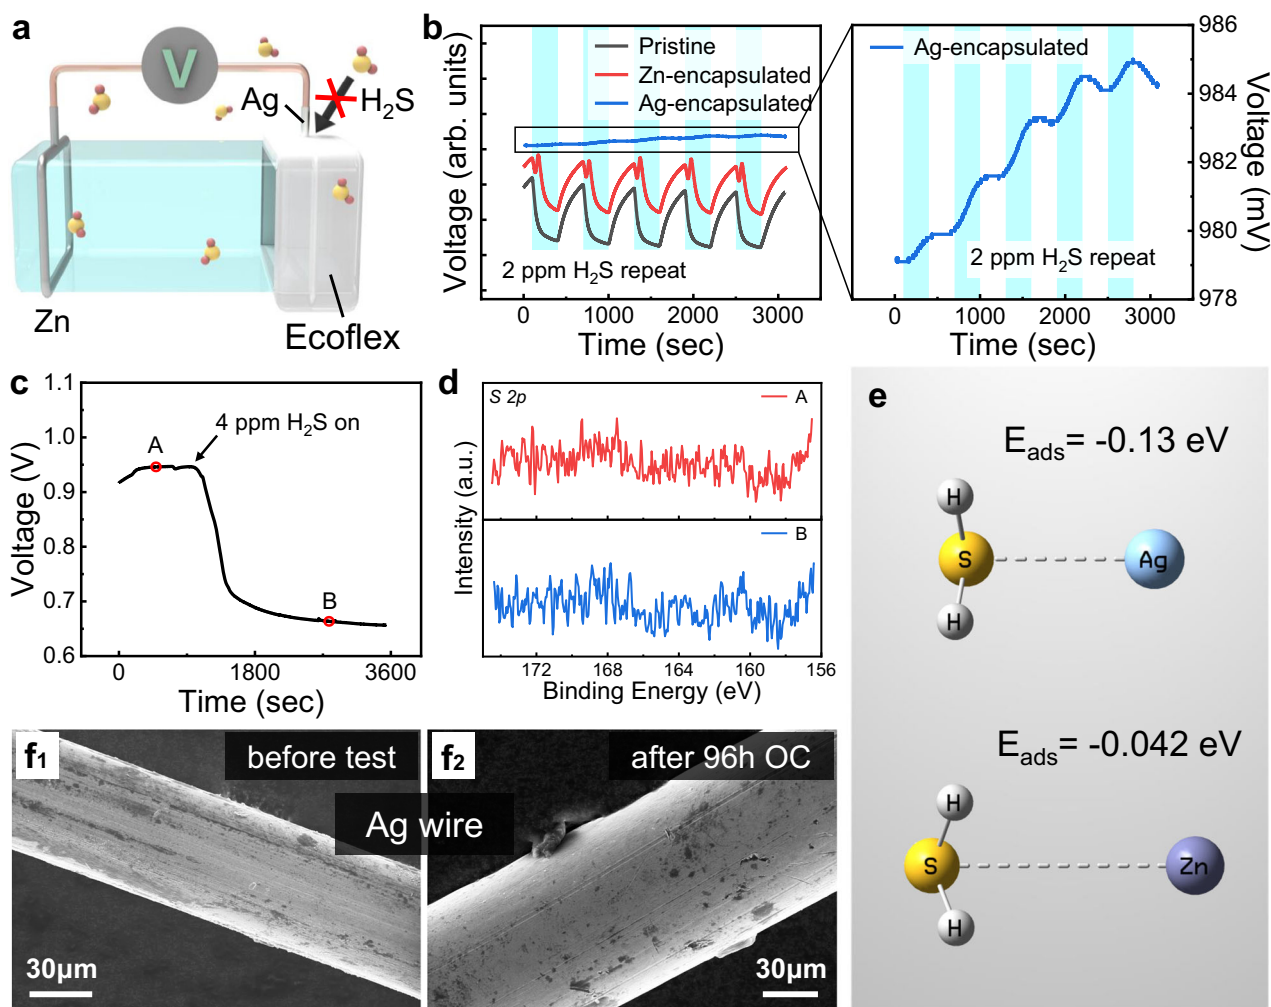 a
V
Ag
H₂S
Zn
Ecoflex
b
Pristine
Zn-encapsulated
Ag-encapsulated
2 ppm H₂S repeat
Voltage (arb. units)
0 1000 2000 3000
Time (sec)
Ag-encapsulated
2 ppm H₂S repeat
986
984
982
980
978
Voltage (mV)
0 1000 2000 3000
Time (sec)
c
1.1
1.0
0.9
0.8
0.7
0.6
Voltage (V)
A
4 ppm H₂S on
B
0 1800 3600
Time (sec)
d
S 2p
A
B
Intensity (a.u.)
172 168 164 160 156
Binding Energy (eV)
e
E_ads= -0.13 eV
H
S
Ag
H
E_ads= -0.042 eV
H
S
Zn
H
f₁
before test
f₂
after 96h OC
Ag wire
30µm
30µm